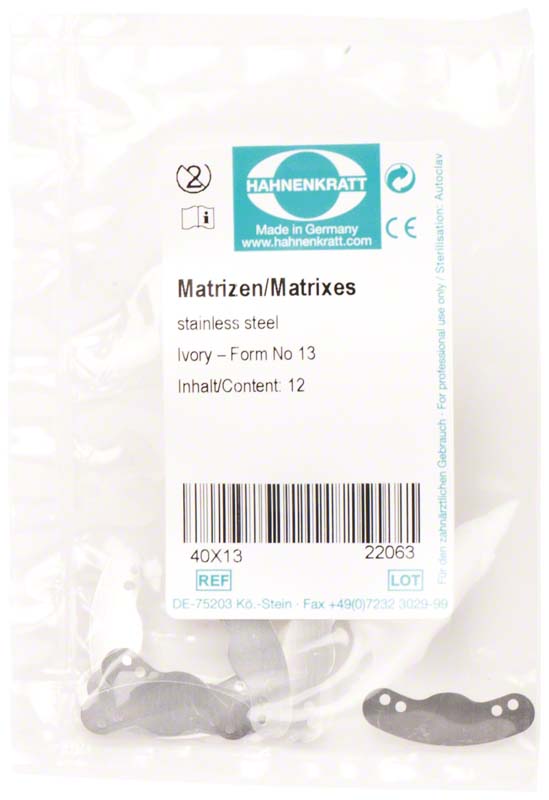 2
i
HAHNENKRATT
Made in Germany
www.hahnenkratt.com
CE
Matrizen/Matrixes
stainless steel
Ivory – Form No 13
Inhalt/Content: 12
40X13 22063
REF LOT
DE-75203 Kö.-Stein · Fax +49(0)7232 3029-99
Für den zahnärztlichen Gebrauch · For professional use only / Sterilisation: Autoclav